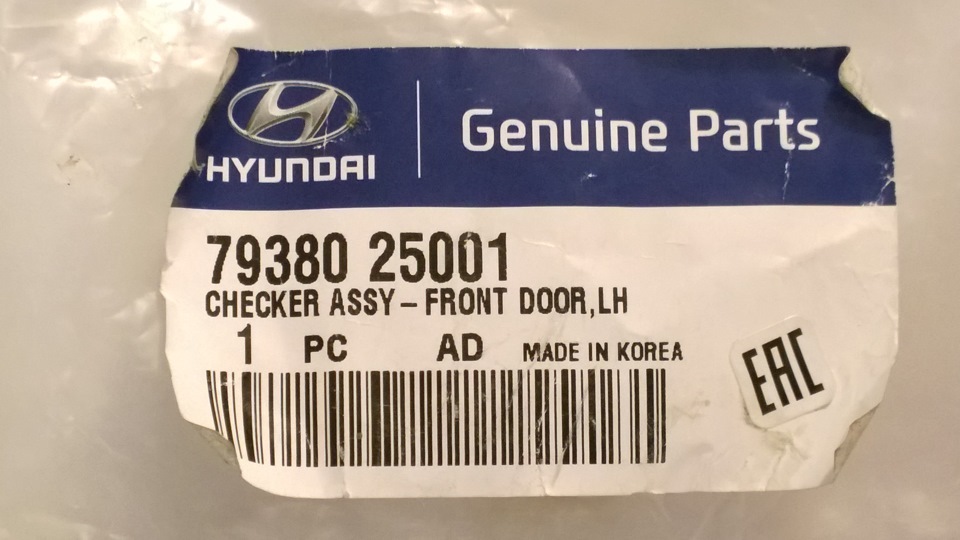 HYUNDAI
Genuine Parts
79380 25001
CHECKER ASSY – FRONT DOOR,LH
1 PC AD MADE IN KOREA
EAC